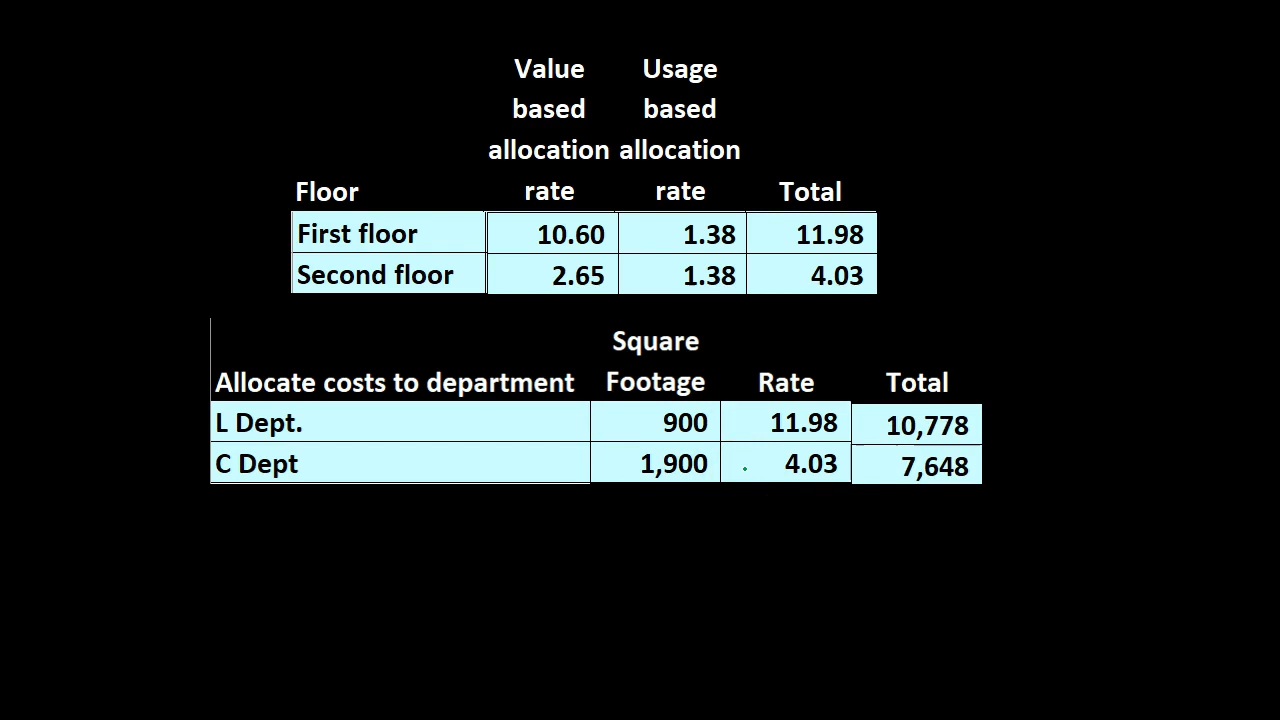 Value Usage
based based
allocation allocation
Floor rate rate Total
First floor 10.60 1.38 11.98
Second floor 2.65 1.38 4.03
Square
Allocate costs to department Footage Rate Total
L Dept. 900 11.98 10,778
C Dept 1,900 4.03 7,648